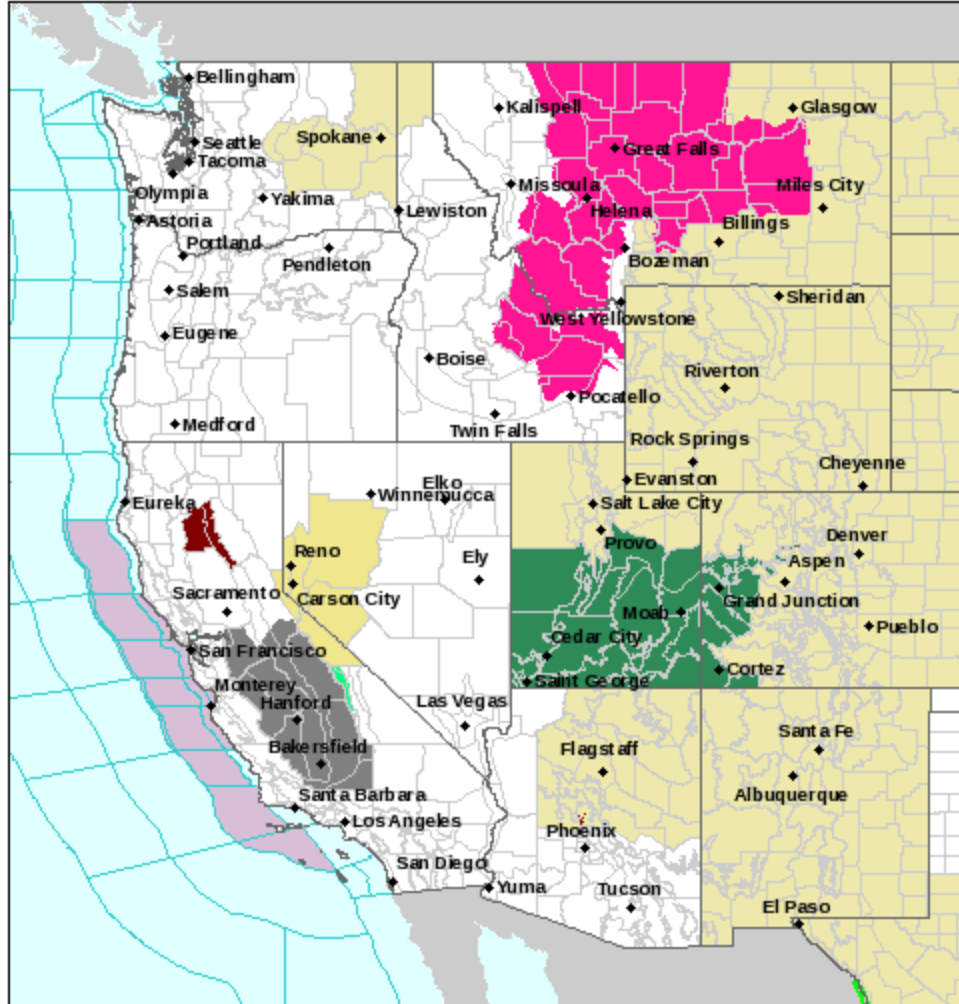 Bellingham
Kalispell
Glasgow
Spokane
Seattle
Great Falls
Tacoma
Missoula
Miles City
Olympia
Yakima
Helena
Lewiston
Astoria
Billings
Portland
Pendleton
Bozeman
Salem
Sheridan
West Yellowstone
Eugene
Boise
Riverton
Pocatello
Medford
Twin Falls
Rock Springs
Cheyenne
Elko
Evanston
Eureka
Winnemucca
Salt Lake City
Denver
Provo
Reno
Ely
Aspen
Sacramento
Carson City
Grand Junction
Moab
Pueblo
Cedar City
San Francisco
Cortez
Saint George
Monterey
Hanford
Las Vegas
Santa Fe
Bakersfield
Flagstaff
Albuquerque
Santa Barbara
Los Angeles
Phoenix
San Diego
Yuma
Tucson
El Paso